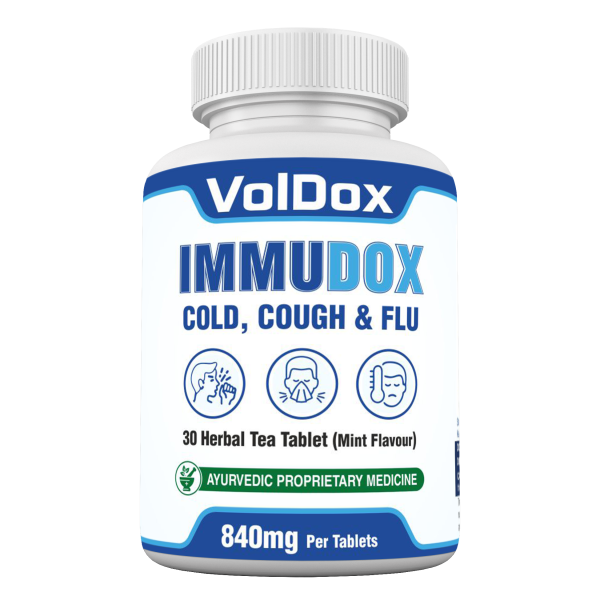 VolDox
IMMUDOX
COLD, COUGH & FLU
30 Herbal Tea Tablet (Mint Flavour)
AYURVEDIC PROPRIETARY MEDICINE
840mg Per Tablets